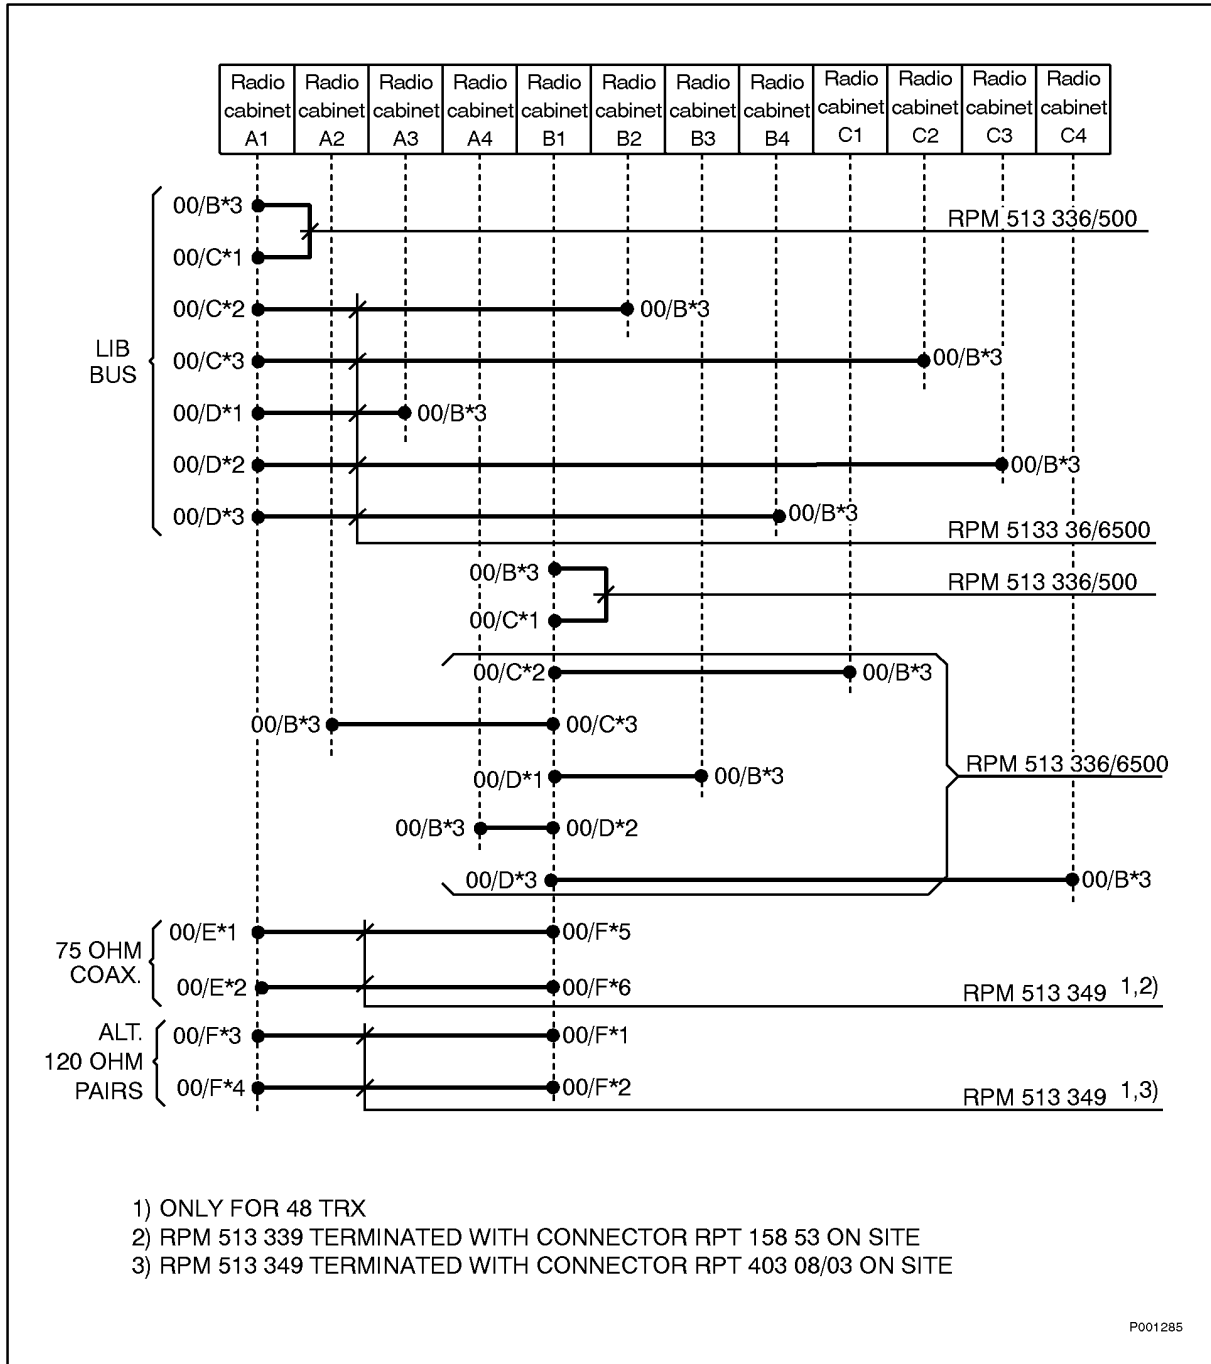 Radio cabinet A1
Radio cabinet A2
Radio cabinet A3
Radio cabinet A4
Radio cabinet B1
Radio cabinet B2
Radio cabinet B3
Radio cabinet B4
Radio cabinet C1
Radio cabinet C2
Radio cabinet C3
Radio cabinet C4
LIB
BUS
00/B*3
RPM 513 336/500
00/C*1
00/C*2 00/B*3
00/C*3 00/B*3
00/D*1 00/B*3
00/D*2 00/B*3
00/D*3 00/B*3
RPM 5133 36/6500
00/B*3
RPM 513 336/500
00/C*1
00/C*2 00/B*3
00/B*3 00/C*3
RPM 513 336/6500
00/D*1 00/B*3
00/B*3 00/D*2
00/D*3 00/B*3
75 OHM
COAX.
00/E*1 00/F*5
00/E*2 00/F*6
RPM 513 349 1,2)
ALT.
120 OHM
PAIRS
00/F*3 00/F*1
00/F*4 00/F*2
RPM 513 349 1,3)
1) ONLY FOR 48 TRX
2) RPM 513 339 TERMINATED WITH CONNECTOR RPT 158 53 ON SITE
3) RPM 513 349 TERMINATED WITH CONNECTOR RPT 403 08/03 ON SITE
P001285